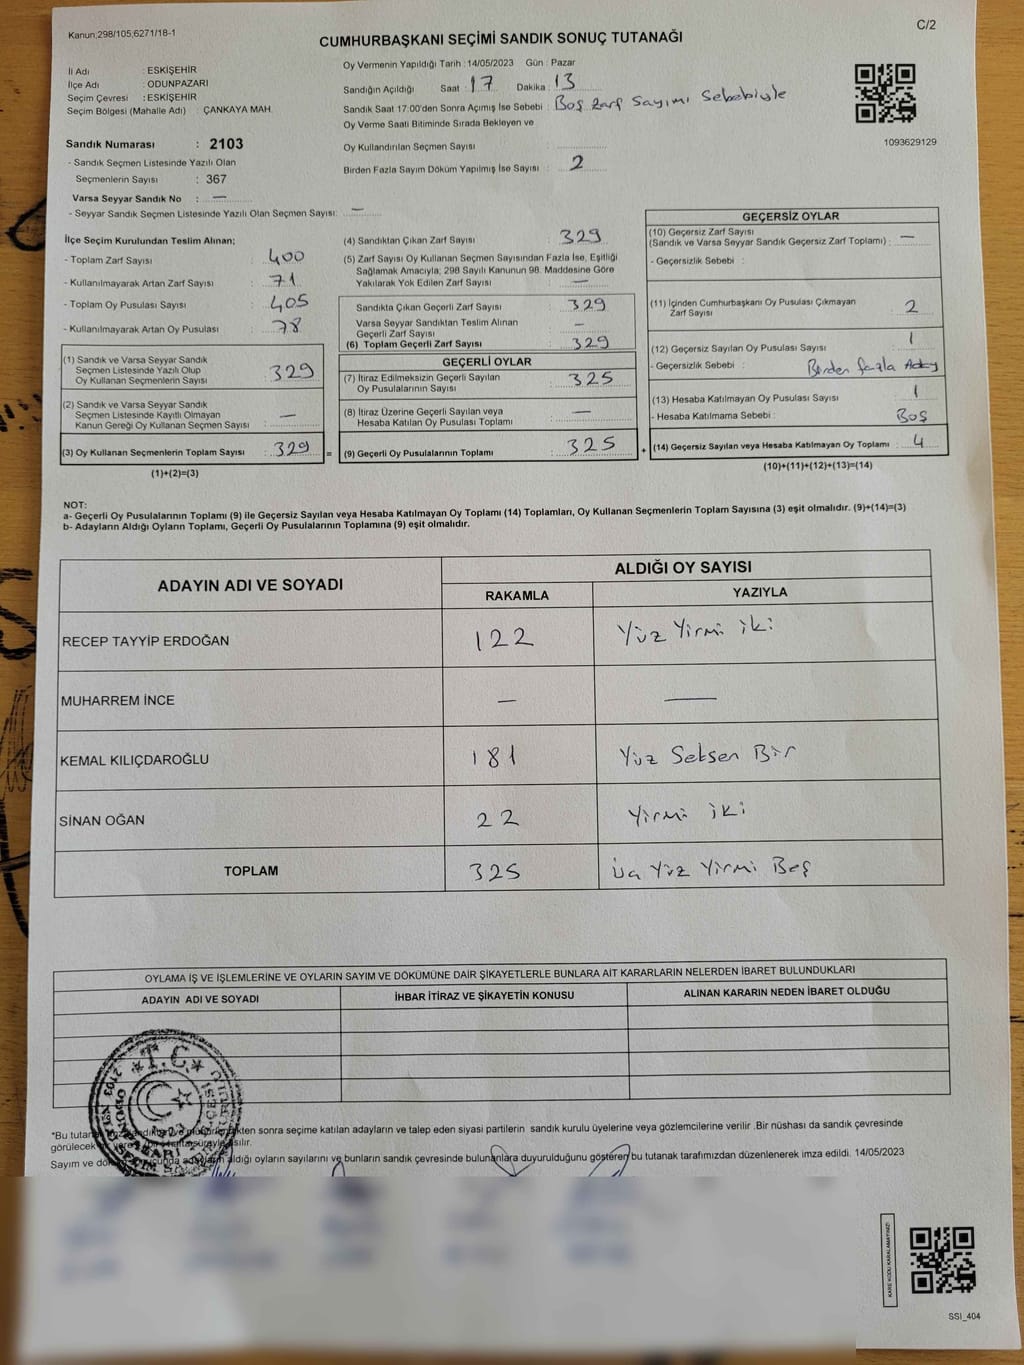 Kanun;298/105;6271/18-1
C/2
CUMHURBAŞKANI SEÇİMİ SANDIK SONUÇ TUTANAĞI
İli Adı : ESKİŞEHİR
İlçe Adı : ODUNPAZARI
Seçim Çevresi : ESKİŞEHİR
Seçim Bölgesi (Mahalle Adı) : ÇANKAYA MAH.
Oy Vermenin Yapıldığı Tarih : 14/05/2023 Gün : Pazar
Sandığın Açıldığı Saat : 17 Dakika : 13
Sandık Saat 17:00'den Sonra Açımış İse Sebebi : Boş Zarf Sayımı Sebebiyle
Oy Verme Saati Bitiminde Sırada Bekleyen ve
Oy Kullandırılan Seçmen Sayısı :
Birden Fazla Sayım Döküm Yapılmış İse Sayısı : 2
1093629129
Sandık Numarası : 2103
- Sandık Seçmen Listesinde Yazılı Olan
Seçmenlerin Sayısı : 367
Varsa Seyyar Sandık No : —
- Seyyar Sandık Seçmen Listesinde Yazılı Olan Seçmen Sayısı: —
İlçe Seçim Kurulundan Teslim Alınan;
- Toplam Zarf Sayısı : 400
- Kullanılmayarak Artan Zarf Sayısı : 71
- Toplam Oy Pusulası Sayısı : 405
- Kullanılmayarak Artan Oy Pusulası : 78
(1) Sandık ve Varsa Seyyar Sandık
Seçmen Listesinde Yazılı Olup
Oy Kullanan Seçmenlerin Sayısı : 329
(2) Sandık ve Varsa Seyyar Sandık
Seçmen Listesinde Kayıtlı Olmayan
Kanun Gereği Oy Kullanan Seçmen Sayısı : —
(3) Oy Kullanan Seçmenlerin Toplam Sayısı : 329 =
(1)+(2)=(3)
(4) Sandıktan Çıkan Zarf Sayısı : 329
(5) Zarf Sayısı Oy Kullanan Seçmen Sayısından Fazla İse, Eşitliği
Sağlamak Amacıyla; 298 Sayılı Kanunun 98. Maddesine Göre
Yakılarak Yok Edilen Zarf Sayısı : —
Sandıkta Çıkan Geçerli Zarf Sayısı : 329
Varsa Seyyar Sandıktan Teslim Alınan
Geçerli Zarf Sayısı : —
(6) Toplam Geçerli Zarf Sayısı : 329
GEÇERLİ OYLAR
(7) İtiraz Edilmeksizin Geçerli Sayılan
Oy Pusulalarının Sayısı : 325
(8) İtiraz Üzerine Geçerli Sayılan veya
Hesaba Katılan Oy Pusulası Toplamı : —
(9) Geçerli Oy Pusulalarının Toplamı : 325 +
GEÇERSİZ OYLAR
(10) Geçersiz Zarf Sayısı
(Sandık ve Varsa Seyyar Sandık Geçersiz Zarf Toplamı) : —
- Geçersizlik Sebebi :
(11) İçinden Cumhurbaşkanı Oy Pusulası Çıkmayan
Zarf Sayısı : 2
(12) Geçersiz Sayılan Oy Pusulası Sayısı : 1
- Geçersizlik Sebebi : Birden fazla Aday
(13) Hesaba Katılmayan Oy Pusulası Sayısı : 1
- Hesaba Katılmama Sebebi : Boş
(14) Geçersiz Sayılan veya Hesaba Katılmayan Oy Toplamı : 4
(10)+(11)+(12)+(13)=(14)
NOT:
a- Geçerli Oy Pusulalarının Toplamı (9) ile Geçersiz Sayılan veya Hesaba Katılmayan Oy Toplamı (14) Toplamları, Oy Kullanan Seçmenlerin Toplam Sayısına (3) eşit olmalıdır. (9)+(14)=(3)
b- Adayların Aldığı Oyların Toplamı, Geçerli Oy Pusulalarının Toplamına (9) eşit olmalıdır.
ADAYIN ADI VE SOYADI ALDIĞI OY SAYISI
RAKAMLA YAZIYLA
RECEP TAYYİP ERDOĞAN 122 Yüz Yirmi iki
MUHARREM İNCE — —
KEMAL KILIÇDAROĞLU 181 Yüz Seksen Bir
SİNAN OĞAN 22 Yirmi iki
TOPLAM 325 Üç Yüz Yirmi Beş
OYLAMA İŞ VE İŞLEMLERİNE VE OYLARIN SAYIM VE DÖKÜMÜNE DAİR ŞİKAYETLERLE BUNLARA AİT KARARLARIN NELERDEN İBARET BULUNDUKLARI
ADAYIN ADI VE SOYADI İHBAR İTİRAZ VE ŞİKAYETİN KONUSU ALINAN KARARIN NEDEN İBARET OLDUĞU
T.C.
2103
*Bu tutanak sonra seçime katılan adayların ve talep eden siyasi partilerin sandık kurulu üyelerine veya gözlemcilerine verilir .Bir nüshası da sandık çevresinde
görülecek asılır.
Sayım ve aldığı oyların sayılarını ve bunların sandık çevresinde bulunanlara duyurulduğunu gösteren bu tutanak tarafımızdan düzenlenerek imza edildi. 14/05/2023
KARE KODU KARALAMAYINIZ!
SSI_404